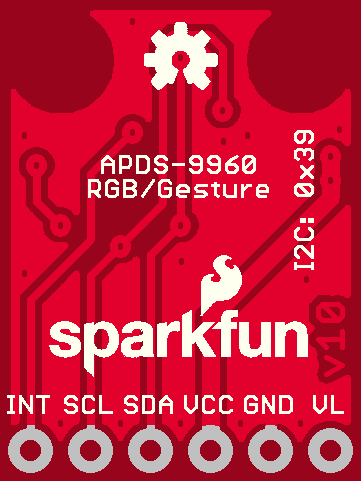 APDS-9960
RGB/Gesture
I2C: 0x39
sparkfun
v10
INT SCL SDA VCC GND VL